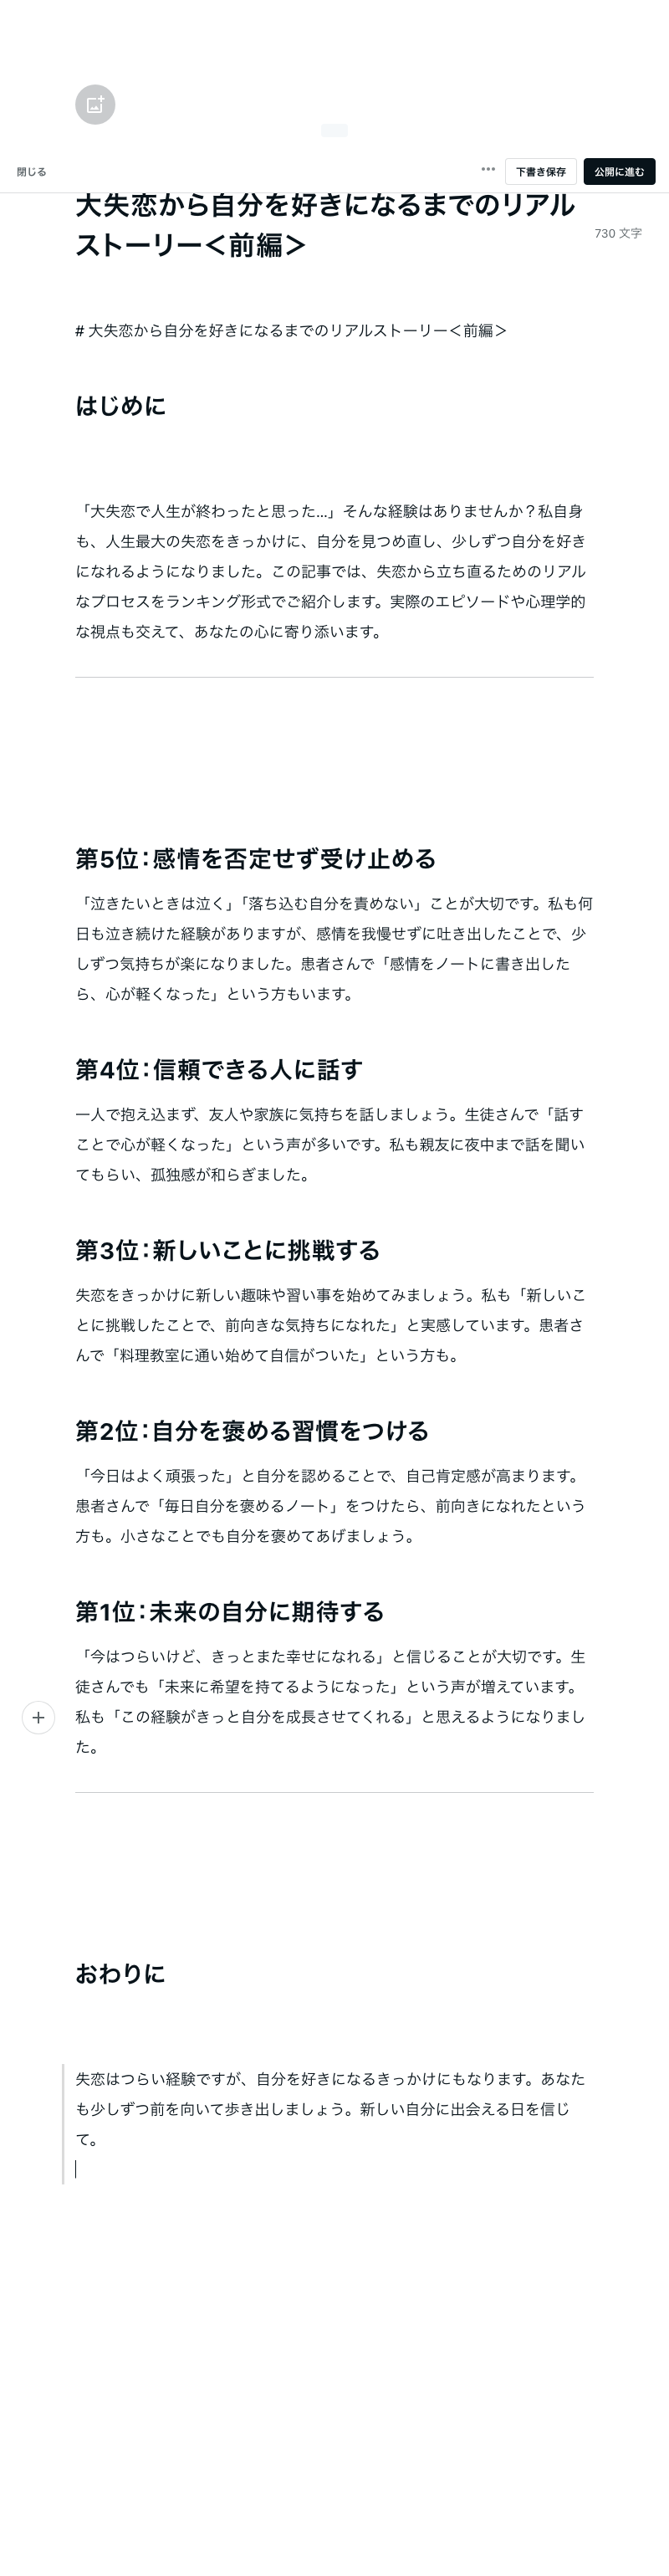 閉じる
下書き保存
公開に進む
大失恋から自分を好きになるまでのリアル
ストーリー＜前編＞
730 文字
# 大失恋から自分を好きになるまでのリアルストーリー＜前編＞
はじめに
「大失恋で人生が終わったと思った…」そんな経験はありませんか？私自身
も、人生最大の失恋をきっかけに、自分を見つめ直し、少しずつ自分を好き
になれるようになりました。この記事では、失恋から立ち直るためのリアル
なプロセスをランキング形式でご紹介します。実際のエピソードや心理学的
な視点も交えて、あなたの心に寄り添います。
第5位：感情を否定せず受け止める
「泣きたいときは泣く」「落ち込む自分を責めない」ことが大切です。私も何
日も泣き続けた経験がありますが、感情を我慢せずに吐き出したことで、少
しずつ気持ちが楽になりました。患者さんで「感情をノートに書き出した
ら、心が軽くなった」という方もいます。
第4位：信頼できる人に話す
一人で抱え込まず、友人や家族に気持ちを話しましょう。生徒さんで「話す
ことで心が軽くなった」という声が多いです。私も親友に夜中まで話を聞い
てもらい、孤独感が和らぎました。
第3位：新しいことに挑戦する
失恋をきっかけに新しい趣味や習い事を始めてみましょう。私も「新しいこ
とに挑戦したことで、前向きな気持ちになれた」と実感しています。患者さ
んで「料理教室に通い始めて自信がついた」という方も。
第2位：自分を褒める習慣をつける
「今日はよく頑張った」と自分を認めることで、自己肯定感が高まります。
患者さんで「毎日自分を褒めるノート」をつけたら、前向きになれたという
方も。小さなことでも自分を褒めてあげましょう。
第1位：未来の自分に期待する
「今はつらいけど、きっとまた幸せになれる」と信じることが大切です。生
徒さんでも「未来に希望を持てるようになった」という声が増えています。
私も「この経験がきっと自分を成長させてくれる」と思えるようになりまし
た。
おわりに
失恋はつらい経験ですが、自分を好きになるきっかけにもなります。あなた
も少しずつ前を向いて歩き出しましょう。新しい自分に出会える日を信じ
て。